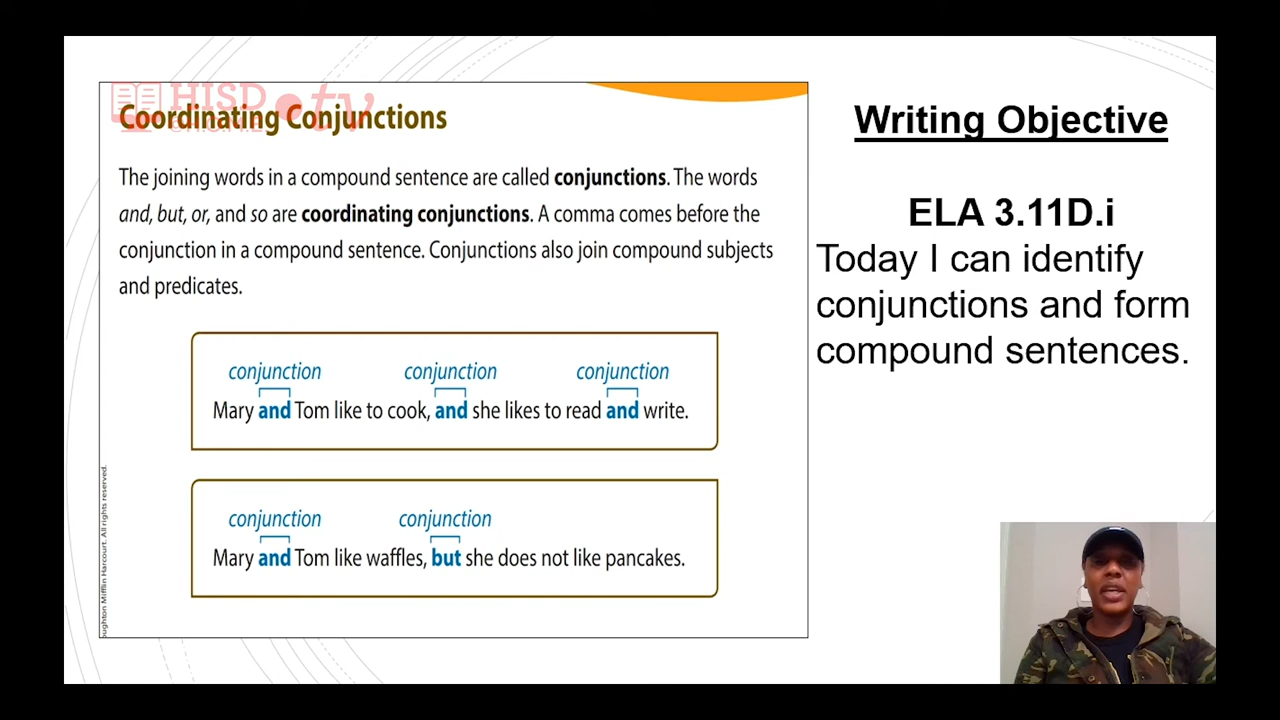 HISD
tv
Coordinating Conjunctions
The joining words in a compound sentence are called conjunctions. The words
and, but, or, and so are coordinating conjunctions. A comma comes before the
conjunction in a compound sentence. Conjunctions also join compound subjects
and predicates.
conjunction conjunction conjunction
Mary and Tom like to cook, and she likes to read and write.
conjunction conjunction
Mary and Tom like waffles, but she does not like pancakes.
Houghton Mifflin Harcourt. All rights reserved.
Writing Objective
ELA 3.11D.i
Today I can identify
conjunctions and form
compound sentences.